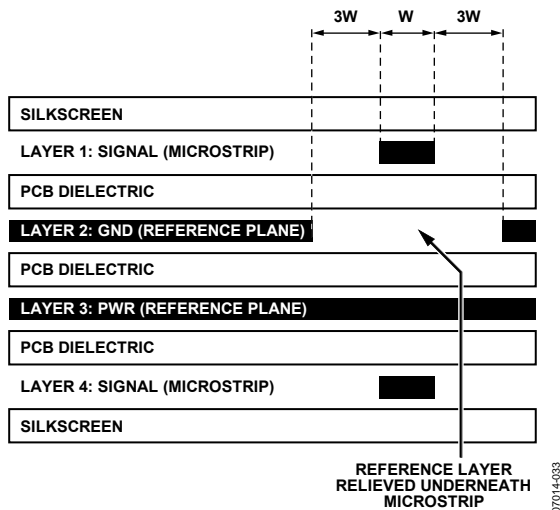 3W W 3W
SILKSCREEN
LAYER 1: SIGNAL (MICROSTRIP)
PCB DIELECTRIC
LAYER 2: GND (REFERENCE PLANE)
PCB DIELECTRIC
LAYER 3: PWR (REFERENCE PLANE)
PCB DIELECTRIC
LAYER 4: SIGNAL (MICROSTRIP)
SILKSCREEN
REFERENCE LAYER
RELIEVED UNDERNEATH
MICROSTRIP
07014-033